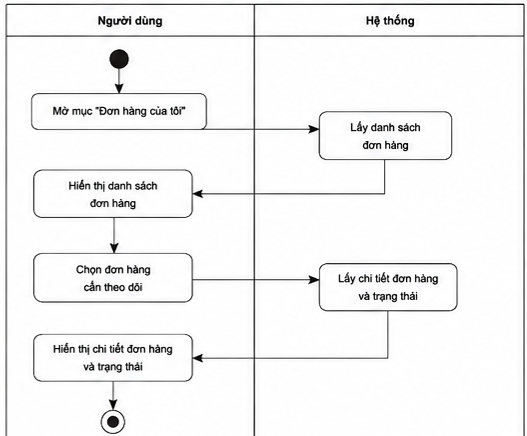 Người dùng
Hệ thống
Mở mục "Đơn hàng của tôi"
Lấy danh sách
đơn hàng
Hiển thị danh sách
đơn hàng
Chọn đơn hàng
cần theo dõi
Lấy chi tiết đơn hàng
và trạng thái
Hiển thị chi tiết đơn hàng
và trạng thái